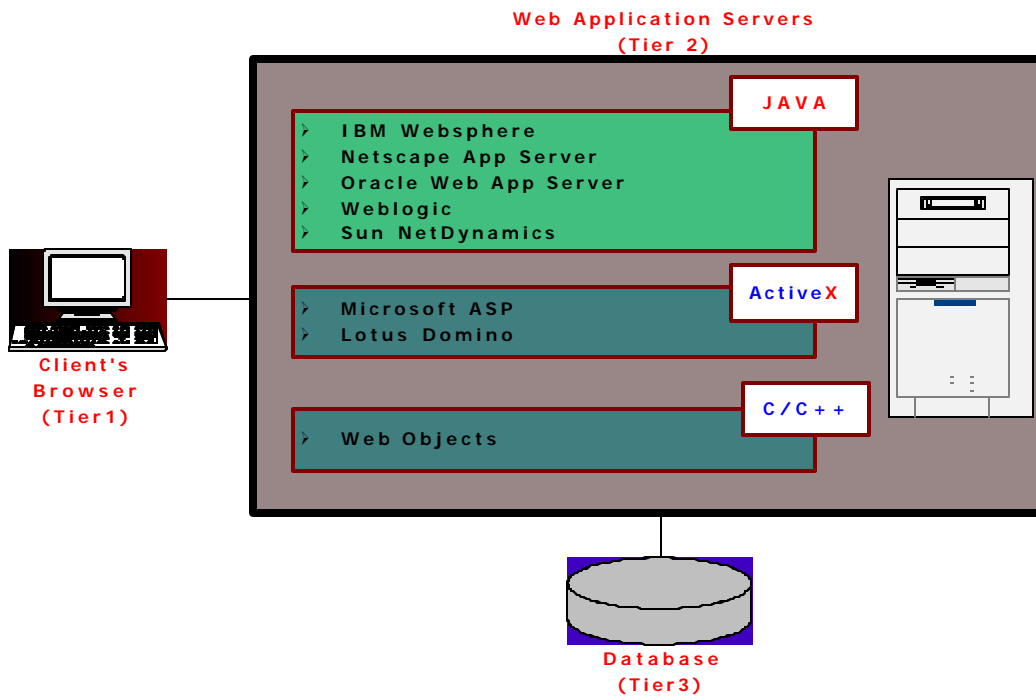 Web Application Servers
(Tier 2)
JAVA
IBM Websphere
Netscape App Server
Oracle Web App Server
Weblogic
Sun NetDynamics
ActiveX
Microsoft ASP
Lotus Domino
C/C++
Web Objects
Client's
Browser
(Tier1)
Database
(Tier3)